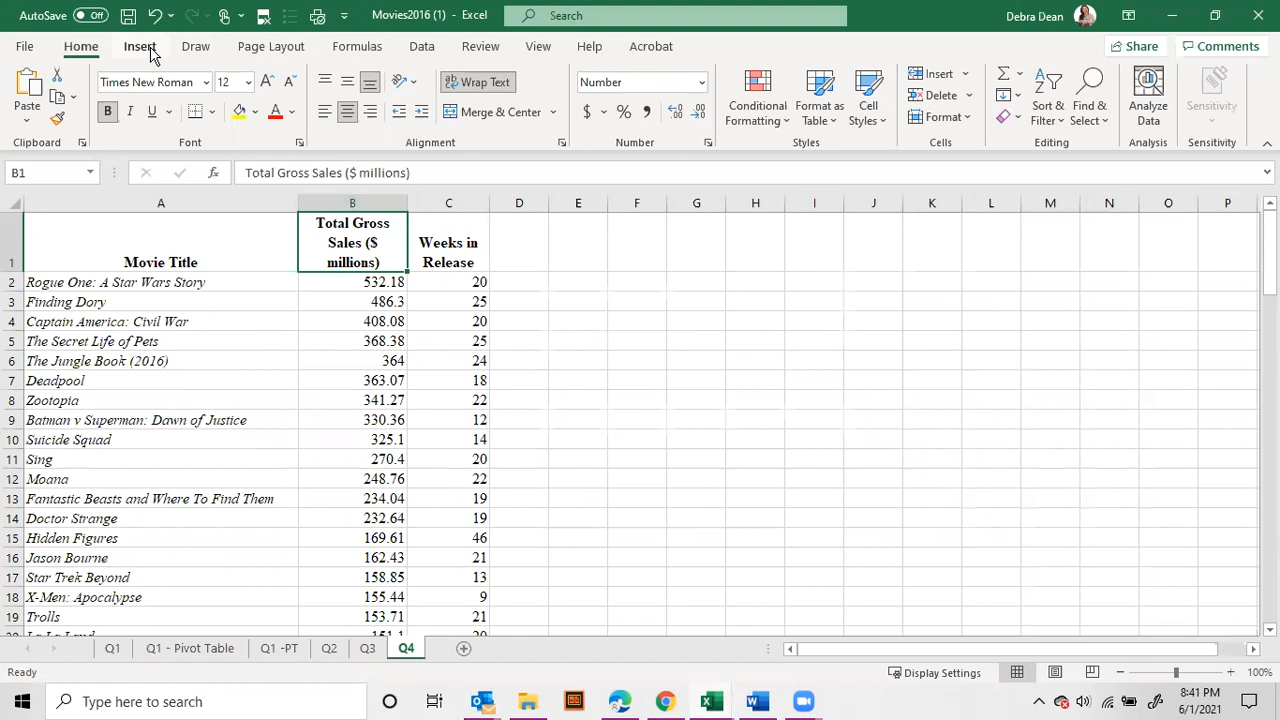 AutoSave Off Movies2016 (1) - Excel Search Debra Dean
File Home Insert Draw Page Layout Formulas Data Review View Help Acrobat Share Comments
Paste Times New Roman 12 Wrap Text Number Conditional Formatting Format as Table Cell Styles Insert Sort & Filter Find & Select Analyze Data Sensitivity
B I U Merge & Center $ % Delete
Format
Clipboard Font Alignment Number Styles Cells Editing Analysis Sensitivity
B1 fx Total Gross Sales ($ millions)
A B C D E F G H I J K L M N O P
1 Movie Title Total Gross Sales ($ millions) Weeks in Release
2 Rogue One: A Star Wars Story 532.18 20
3 Finding Dory 486.3 25
4 Captain America: Civil War 408.08 20
5 The Secret Life of Pets 368.38 25
6 The Jungle Book (2016) 364 24
7 Deadpool 363.07 18
8 Zootopia 341.27 22
9 Batman v Superman: Dawn of Justice 330.36 12
10 Suicide Squad 325.1 14
11 Sing 270.4 20
12 Moana 248.76 22
13 Fantastic Beasts and Where To Find Them 234.04 19
14 Doctor Strange 232.64 19
15 Hidden Figures 169.61 46
16 Jason Bourne 162.43 21
17 Star Trek Beyond 158.85 13
18 X-Men: Apocalypse 155.44 9
19 Trolls 153.71 21
La La Land 151.1 20
Q1 Q1 - Pivot Table Q1 -PT Q2 Q3 Q4
Ready Display Settings 100%
Type here to search 8:41 PM
6/1/2021